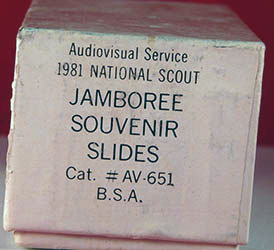 Audiovisual Service
1981 NATIONAL SCOUT
JAMBOREE
SOUVENIR
SLIDES
Cat. # AV-651
B.S.A.